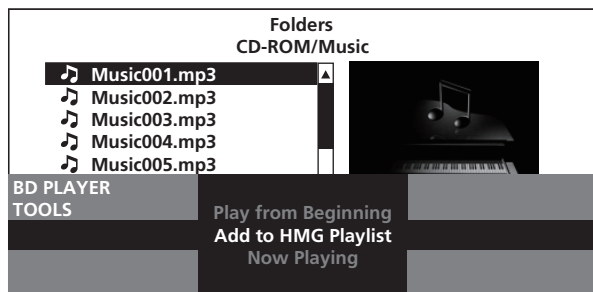 Folders
CD-ROM/Music
Music001.mp3
Music002.mp3
Music003.mp3
Music004.mp3
Music005.mp3
BD PLAYER
TOOLS
Play from Beginning
Add to HMG Playlist
Now Playing